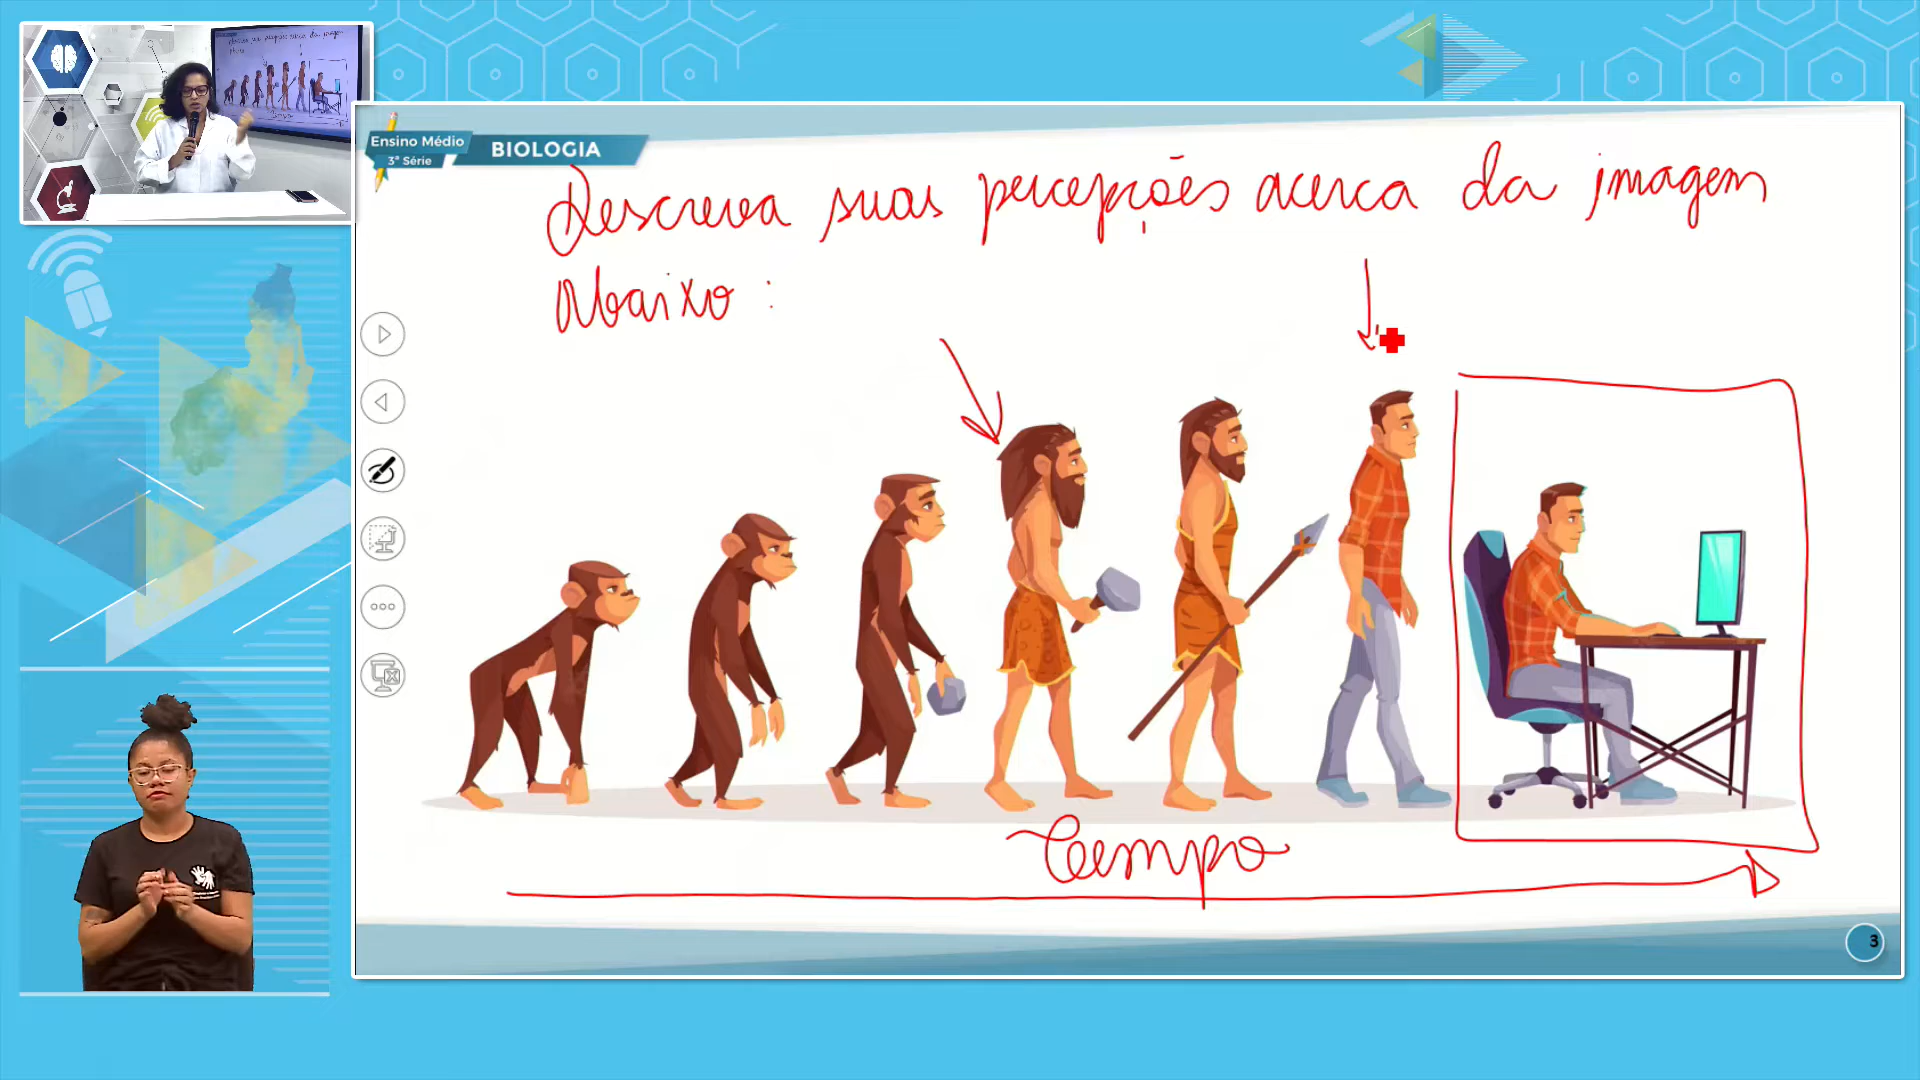 Ensino Médio
3ª Série
BIOLOGIA
Descreva suas percepções acerca da imagem
abaixo:
Tempo
3